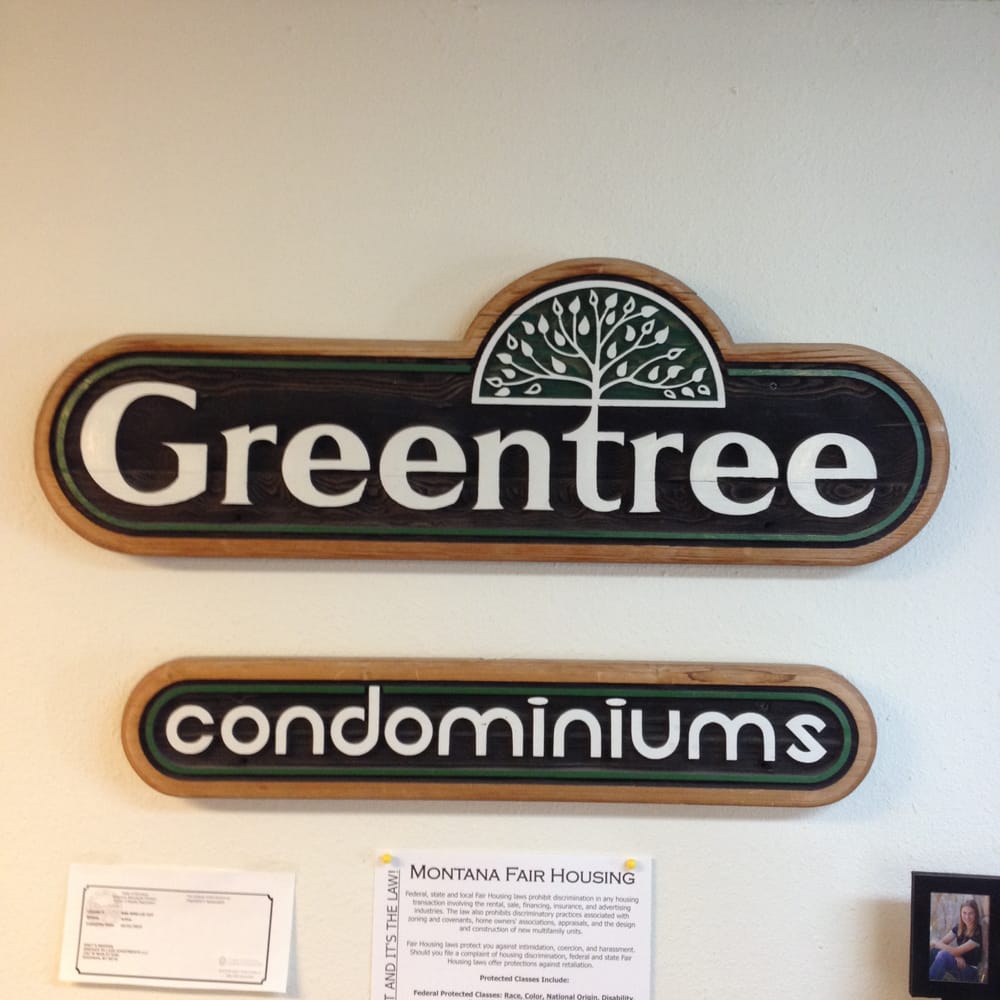 Greentree
condominiums
MONTANA FAIR HOUSING
Federal, state and local Fair Housing laws prohibit discrimination in any housing
transaction involving the rental, sale, financing, insurance, and advertising
industries. The law also prohibits discriminatory practices associated with
zoning and covenants, home owners' associations, appraisals, and the design
and construction of new multifamily units.
Fair Housing laws protect you against intimidation, coercion, and harassment.
Should you file a complaint of housing discrimination, federal and state Fair
Housing laws offer protections against retaliation.
Protected Classes Include:
Federal Protected Classes: Race, Color, National Origin, Disability,
T AND IT'S THE LAW!